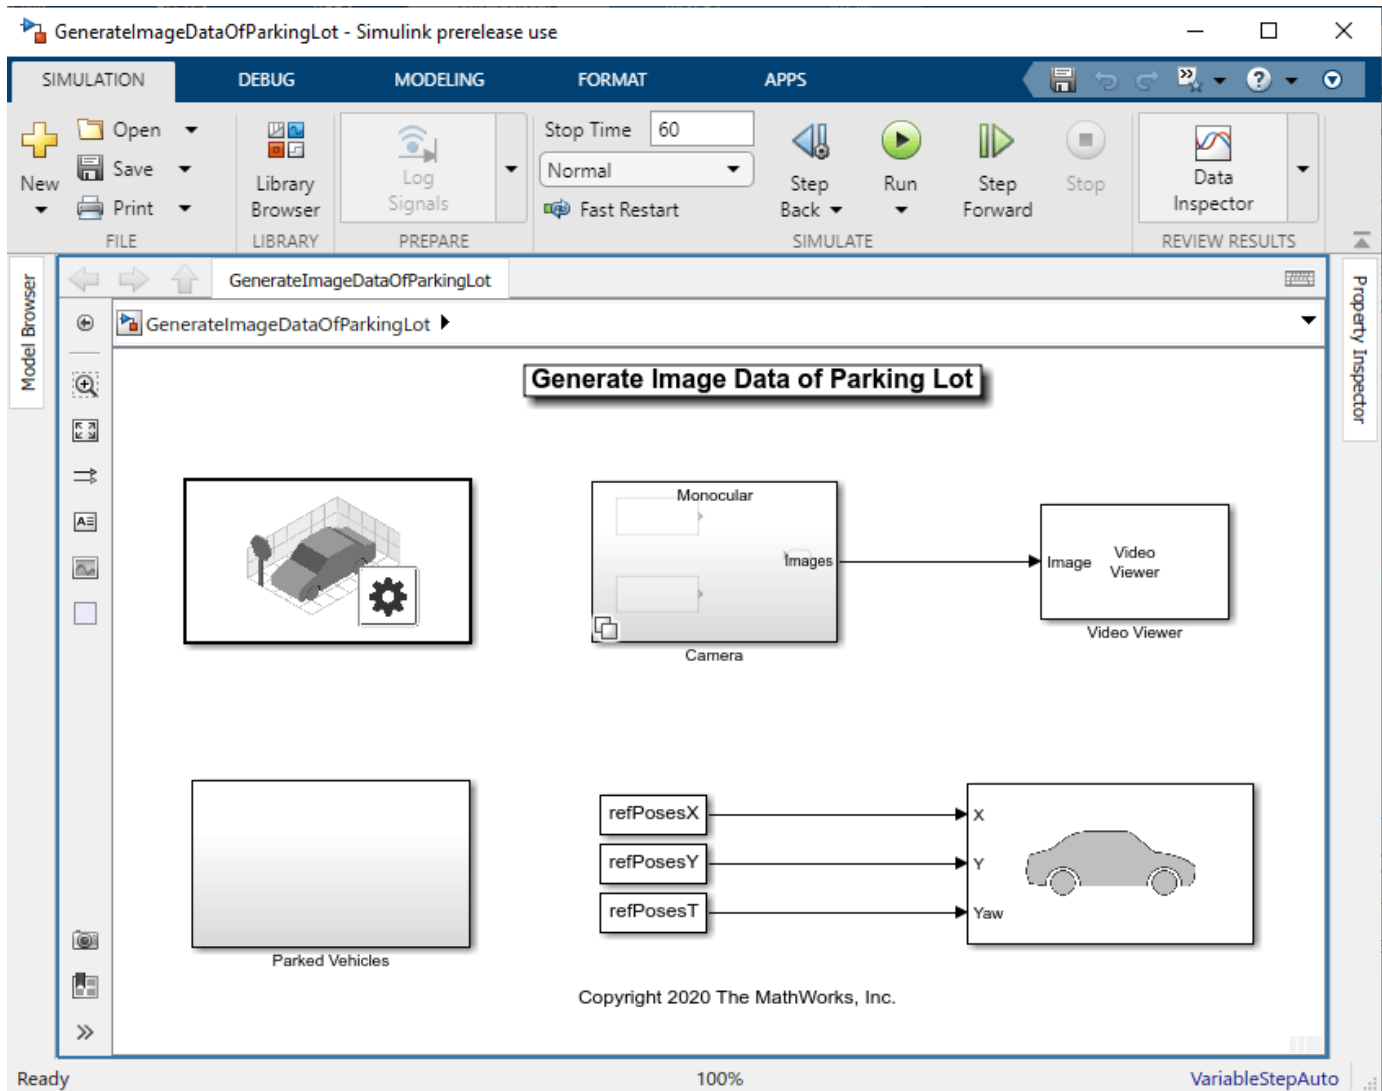 GenerateImageDataOfParkingLot - Simulink prerelease use
SIMULATION DEBUG MODELING FORMAT APPS
New
Open
Save
Print
FILE
Library Browser
LIBRARY
Log Signals
PREPARE
Stop Time 60
Normal
Fast Restart
Step Back
Run
Step Forward
Stop
SIMULATE
Data Inspector
REVIEW RESULTS
Model Browser
Property Inspector
GenerateImageDataOfParkingLot
GenerateImageDataOfParkingLot
Generate Image Data of Parking Lot
Monocular
Images
Camera
Image
Video
Viewer
Video Viewer
Parked Vehicles
refPosesX
refPosesY
refPosesT
X
Y
Yaw
Copyright 2020 The MathWorks, Inc.
Ready 100% VariableStepAuto